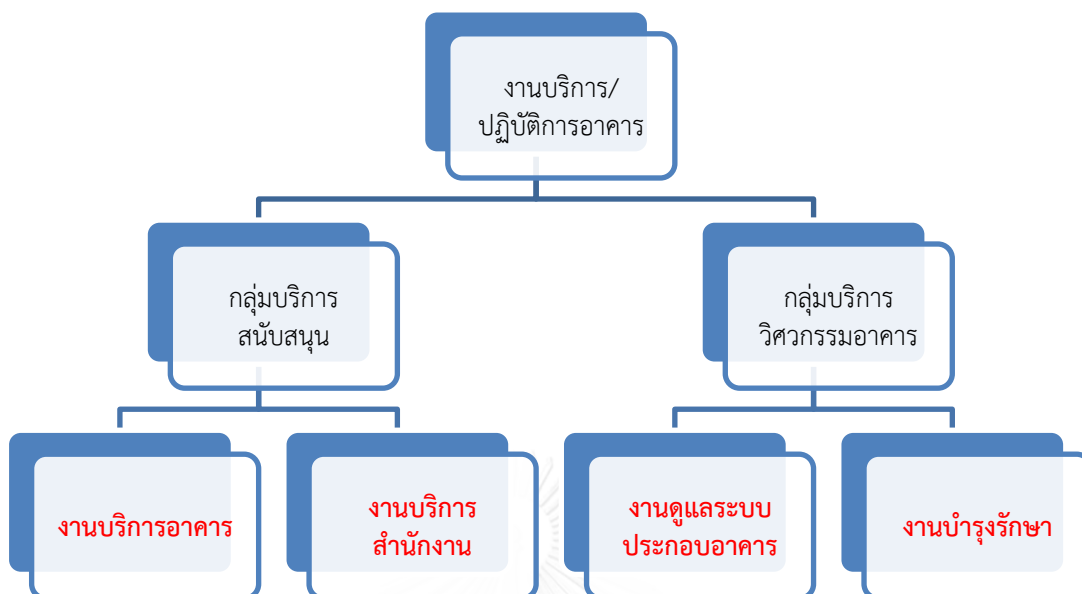 งานบริการ/
ปฏิบัติการอาคาร
กลุ่มบริการ
สนับสนุน
กลุ่มบริการ
วิศวกรรมอาคาร
งานบริการอาคาร
งานบริการ
สำนักงาน
งานดูแลระบบ
ประกอบอาคาร
งานบำรุงรักษา